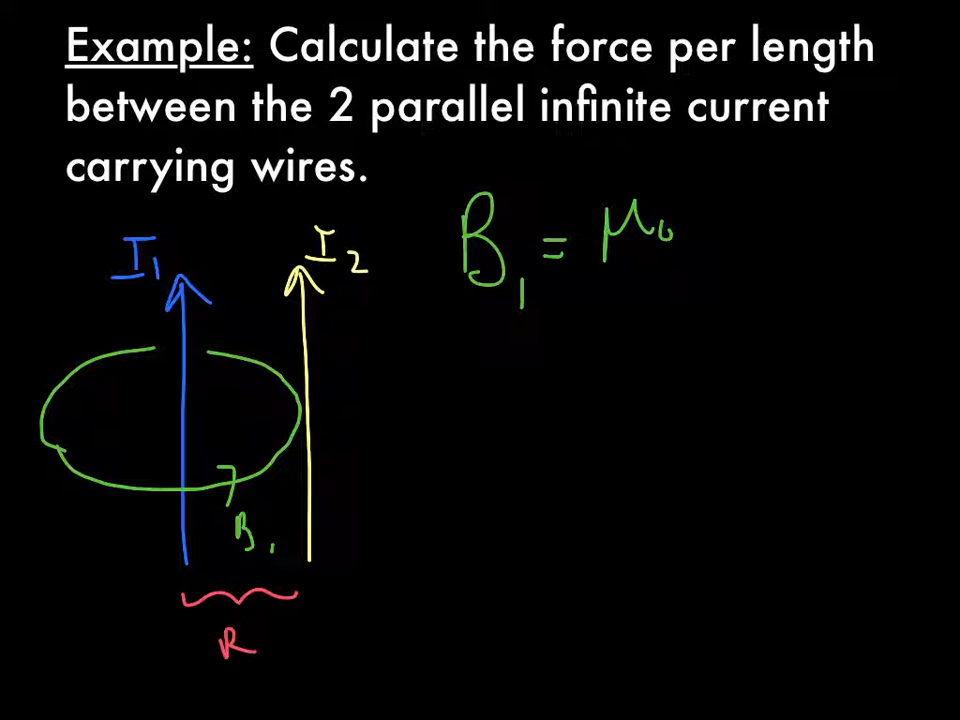 Example: Calculate the force per length
between the 2 parallel infinite current
carrying wires.
B₁ = μ₀
I₁
I₂
B₁
R